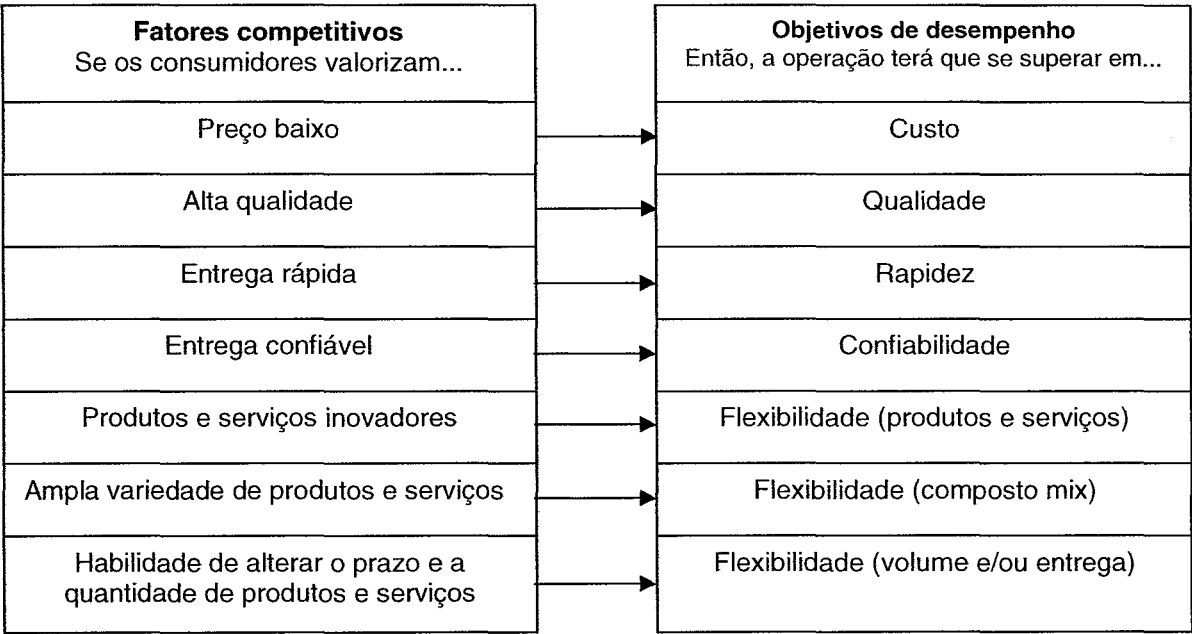 Fatores competitivos
Se os consumidores valorizam...
Objetivos de desempenho
Então, a operação terá que se superar em...
Preço baixo
Custo
Alta qualidade
Qualidade
Entrega rápida
Rapidez
Entrega confiável
Confiabilidade
Produtos e serviços inovadores
Flexibilidade (produtos e serviços)
Ampla variedade de produtos e serviços
Flexibilidade (composto mix)
Habilidade de alterar o prazo e a
quantidade de produtos e serviços
Flexibilidade (volume e/ou entrega)